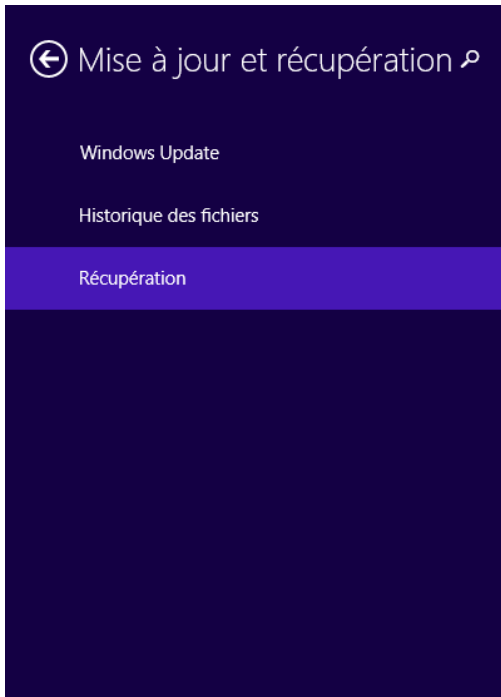 Mise à jour et récupération
Windows Update
Historique des fichiers
Récupération